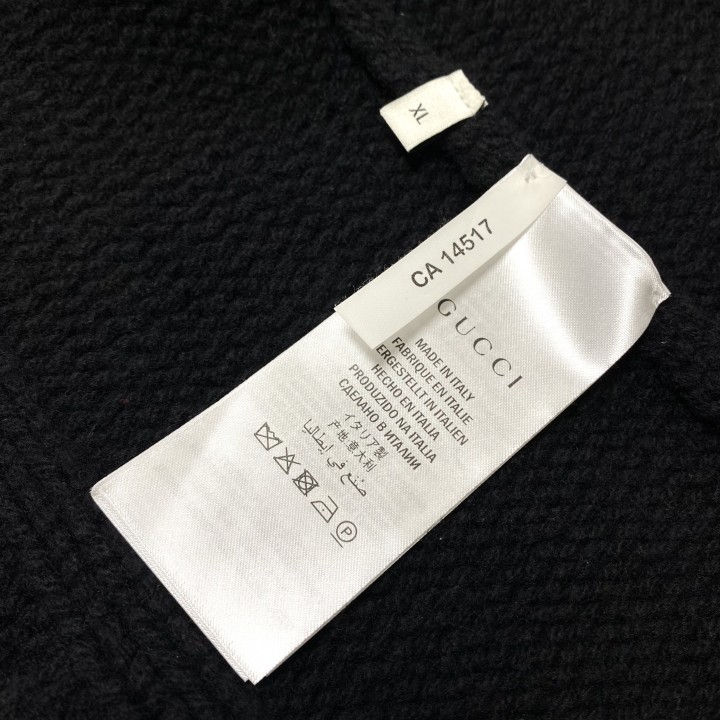 XL
CA 14517
GUCCI
MADE IN ITALY
FABRIQUE EN ITALIE
ERGESTELLT IN ITALIEN
HECHO EN ITALIA
PRODUZIDO NA ITALIA
СДЕЛАНО В ИТАЛИИ
イタリア製
产地:意大利
صنع في إيطاليا
P